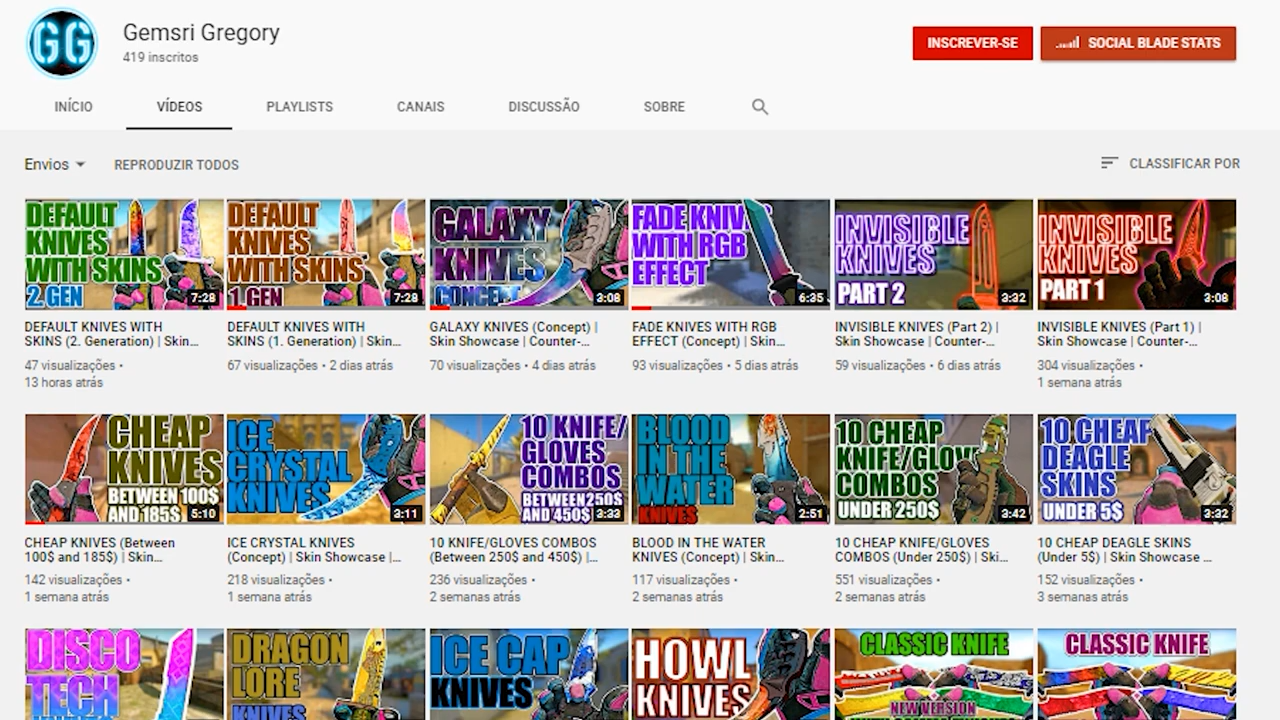 GG
Gemsri Gregory
419 inscritos
INSCREVER-SE
SOCIAL BLADE STATS
INÍCIO
VÍDEOS
PLAYLISTS
CANAIS
DISCUSSÃO
SOBRE
Envios
REPRODUZIR TODOS
CLASSIFICAR POR
DEFAULT
KNIVES
WITH SKINS
2.GEN
7:28
DEFAULT
KNIVES
WITH SKINS
1.GEN
7:28
GALAXY
KNIVES
CONCEPT
3:08
FADE KNIV
WITH RGB
EFFECT
6:35
INVISIBLE
KNIVES
PART 2
3:32
INVISIBLE
KNIVES
PART 1
3:08
DEFAULT KNIVES WITH
SKINS (2. Generation) | Skin...
47 visualizações •
13 horas atrás
DEFAULT KNIVES WITH
SKINS (1. Generation) | Skin...
67 visualizações • 2 dias atrás
GALAXY KNIVES (Concept) |
Skin Showcase | Counter-...
70 visualizações • 4 dias atrás
FADE KNIVES WITH RGB
EFFECT (Concept) | Skin...
93 visualizações • 5 dias atrás
INVISIBLE KNIVES (Part 2) |
Skin Showcase | Counter-...
59 visualizações • 6 dias atrás
INVISIBLE KNIVES (Part 1) |
Skin Showcase | Counter-...
304 visualizações •
1 semana atrás
CHEAP
KNIVES
BETWEEN 100$
AND 185$
5:10
ICE
CRYSTAL
KNIVES
3:11
10 KNIFE/
GLOVES
COMBOS
BETWEEN250$
AND 450$
3:33
BLOOD
IN THE
WATER
KNIVES
2:51
10 CHEAP
KNIFE/GLOV
COMBOS
UNDER 250$
3:42
10 CHEAP
DEAGLE
SKINS
UNDER 5$
3:32
CHEAP KNIVES (Between
100$ and 185$) | Skin...
142 visualizações •
1 semana atrás
ICE CRYSTAL KNIVES
(Concept) | Skin Showcase |...
218 visualizações •
1 semana atrás
10 KNIFE/GLOVES COMBOS
(Between 250$ and 450$) |...
236 visualizações •
2 semanas atrás
BLOOD IN THE WATER
KNIVES (Concept) | Skin...
117 visualizações •
2 semanas atrás
10 CHEAP KNIFE/GLOVES
COMBOS (Under 250$) | Ski...
551 visualizações •
2 semanas atrás
10 CHEAP DEAGLE SKINS
(Under 5$) | Skin Showcase ...
152 visualizações •
3 semanas atrás
DISCO
TECH
DRAGON
LORE
KNIVES
ICE CAP
KNIVES
HOWL
KNIVES
CLASSIC KNIFE
NEW VERSION
CLASSIC KNIFE